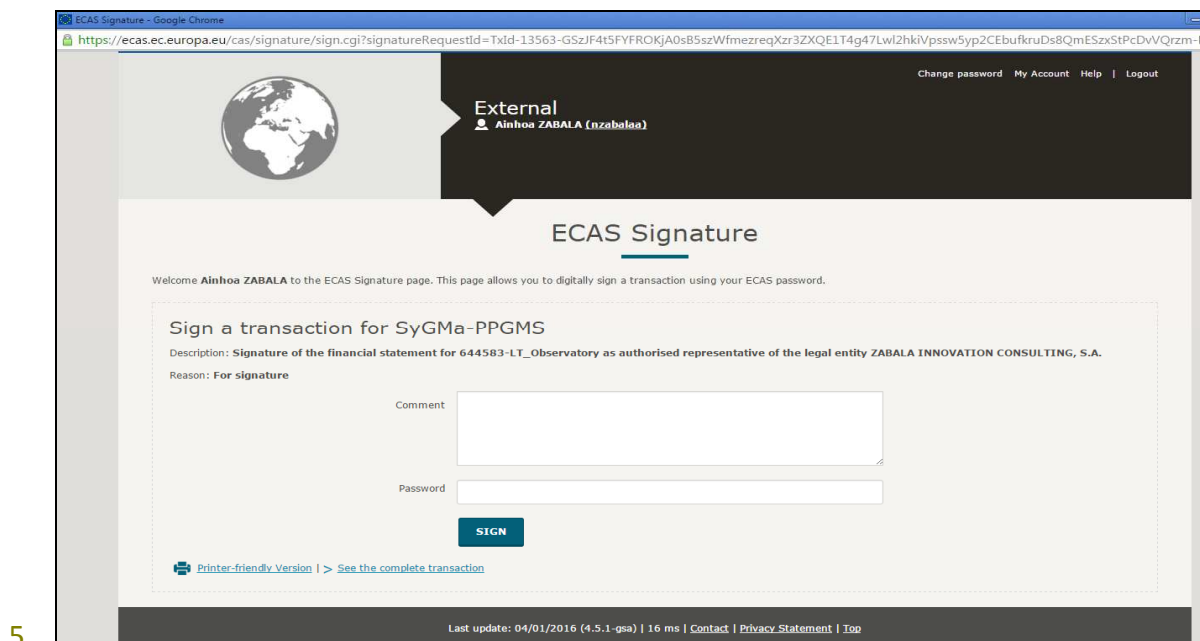 ECAS Signature - Google Chrome
https://ecas.ec.europa.eu/cas/signature/sign.cgi?signatureRequestId=TxId-13563-GSzJF4t5FYFROKjA0sB5szWfmezreqXzr3ZXQE1T4g47Lwl2hkiVpssw5yp2CEbufkruDs8QmESzxStPcDvVQrzm-
Change password My Account Help | Logout
External
Ainhoa ZABALA (nzabalaa)
ECAS Signature
Welcome Ainhoa ZABALA to the ECAS Signature page. This page allows you to digitally sign a transaction using your ECAS password.
Sign a transaction for SyGMa-PPGMS
Description: Signature of the financial statement for 644583-LT_Observatory as authorised representative of the legal entity ZABALA INNOVATION CONSULTING, S.A.
Reason: For signature
Comment
Password
SIGN
Printer-friendly Version | > See the complete transaction
Last update: 04/01/2016 (4.5.1-gsa) | 16 ms | Contact | Privacy Statement | Top
5